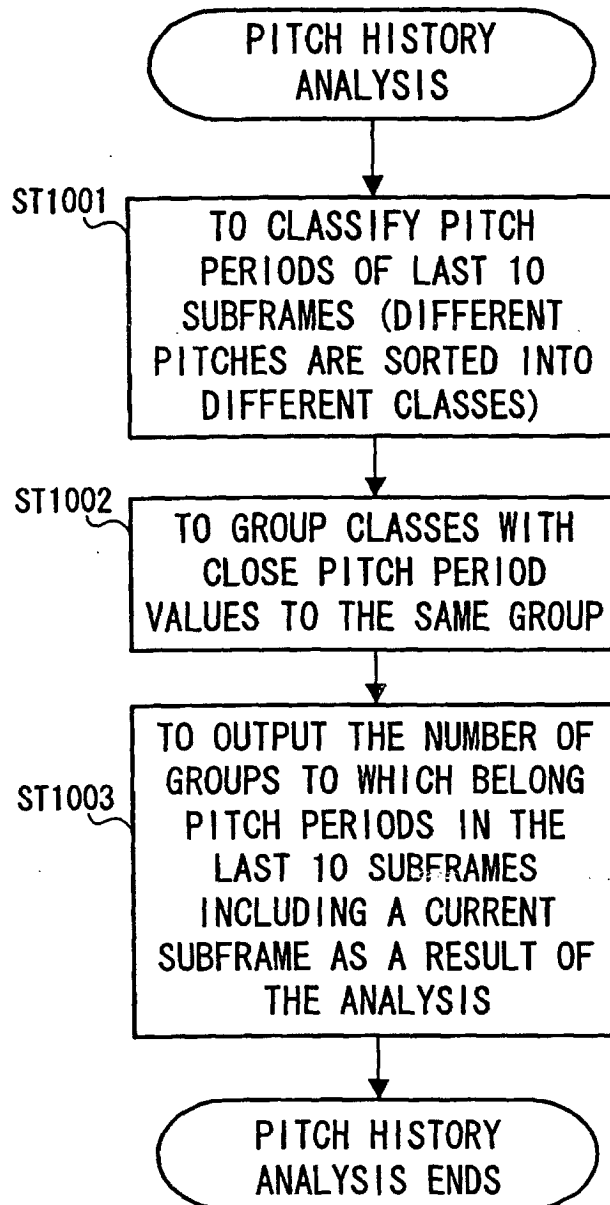 PITCH HISTORY
ANALYSIS
ST1001
TO CLASSIFY PITCH
PERIODS OF LAST 10
SUBFRAMES (DIFFERENT
PITCHES ARE SORTED INTO
DIFFERENT CLASSES)
ST1002
TO GROUP CLASSES WITH
CLOSE PITCH PERIOD
VALUES TO THE SAME GROUP
ST1003
TO OUTPUT THE NUMBER OF
GROUPS TO WHICH BELONG
PITCH PERIODS IN THE
LAST 10 SUBFRAMES
INCLUDING A CURRENT
SUBFRAME AS A RESULT OF
THE ANALYSIS
PITCH HISTORY
ANALYSIS ENDS